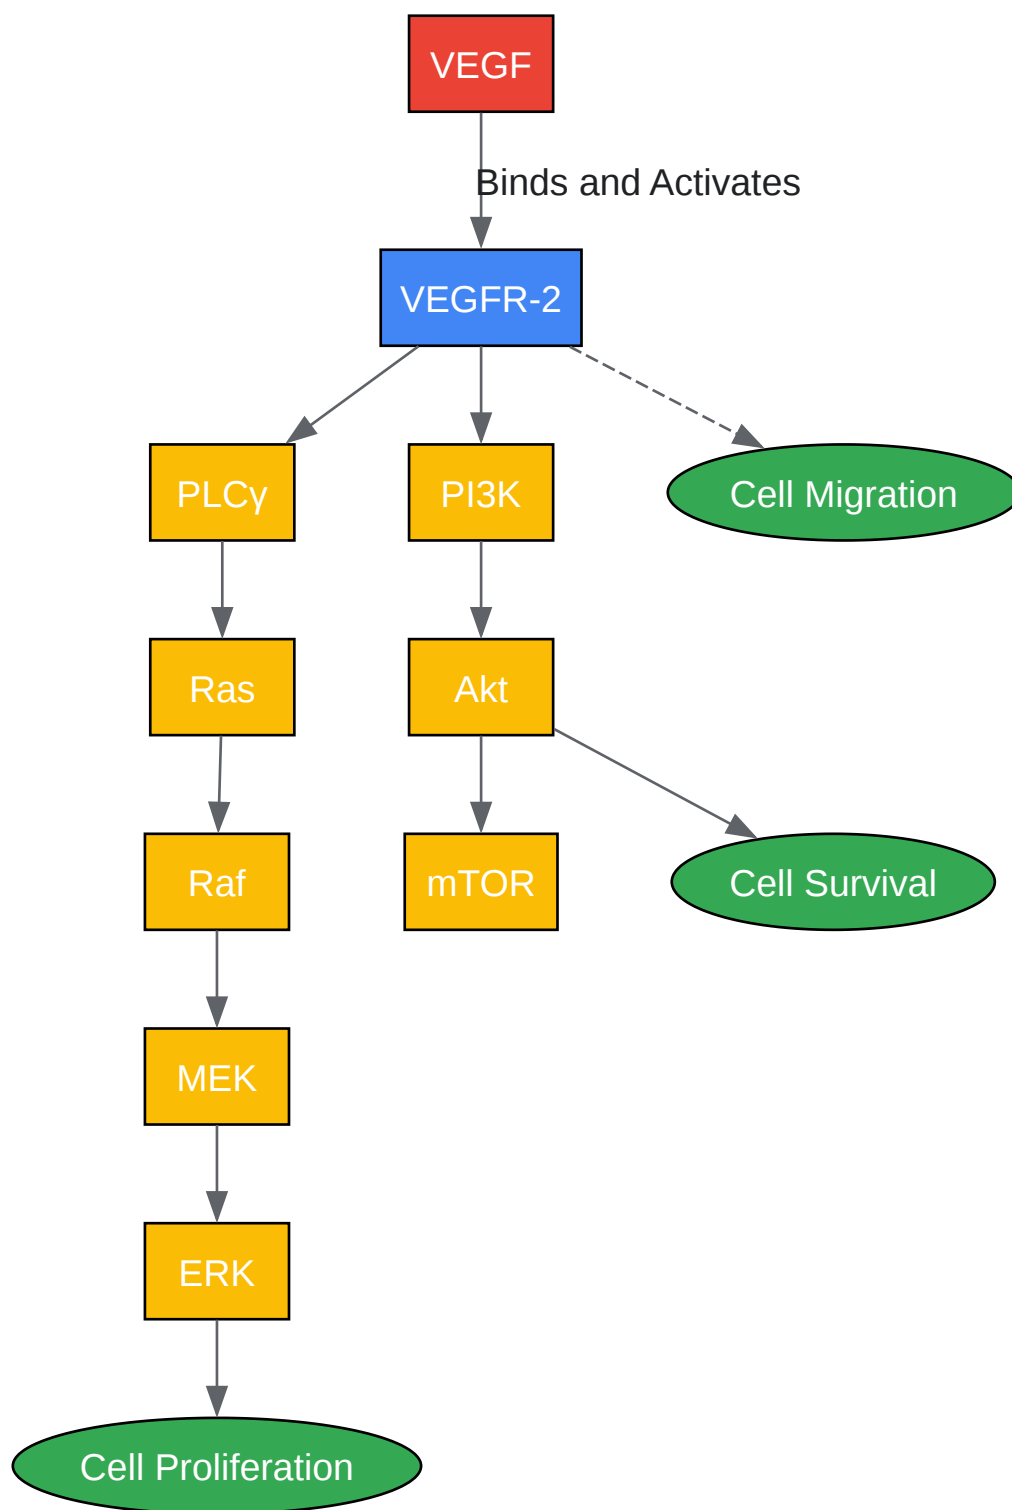 VEGF
Binds and Activates
VEGFR-2
PLCγ
PI3K
Cell Migration
Ras
Akt
Raf
mTOR
Cell Survival
MEK
ERK
Cell Proliferation